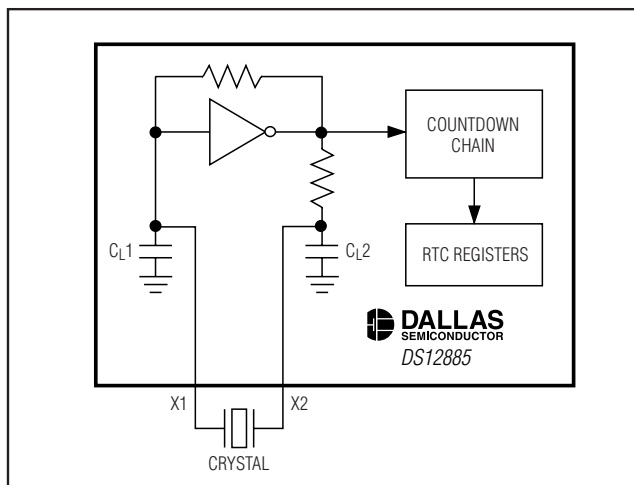 COUNTDOWN
CHAIN
CL1
CL2
RTC REGISTERS
DALLAS
SEMICONDUCTOR
DS12885
X1
X2
CRYSTAL